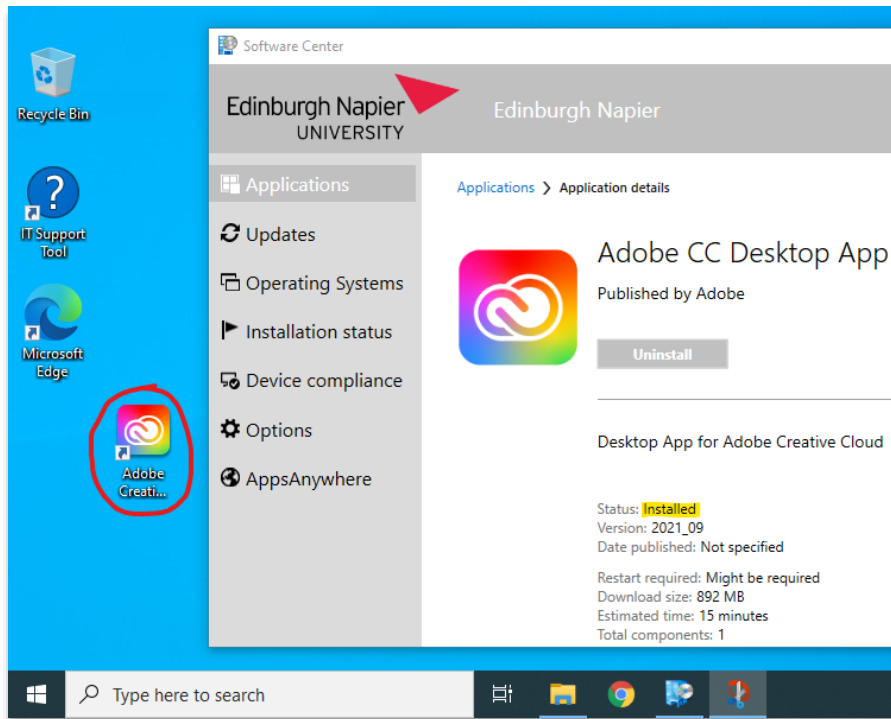 Recycle Bin
?
IT Support
Tool
Microsoft
Edge
Adobe
Creati...
Software Center
Edinburgh Napier
UNIVERSITY
Edinburgh Napier
Applications
Updates
Operating Systems
Installation status
Device compliance
Options
AppsAnywhere
Applications > Application details
Adobe CC Desktop App
Published by Adobe
Uninstall
Desktop App for Adobe Creative Cloud
Status: Installed
Version: 2021_09
Date published: Not specified
Restart required: Might be required
Download size: 892 MB
Estimated time: 15 minutes
Total components: 1
Type here to search